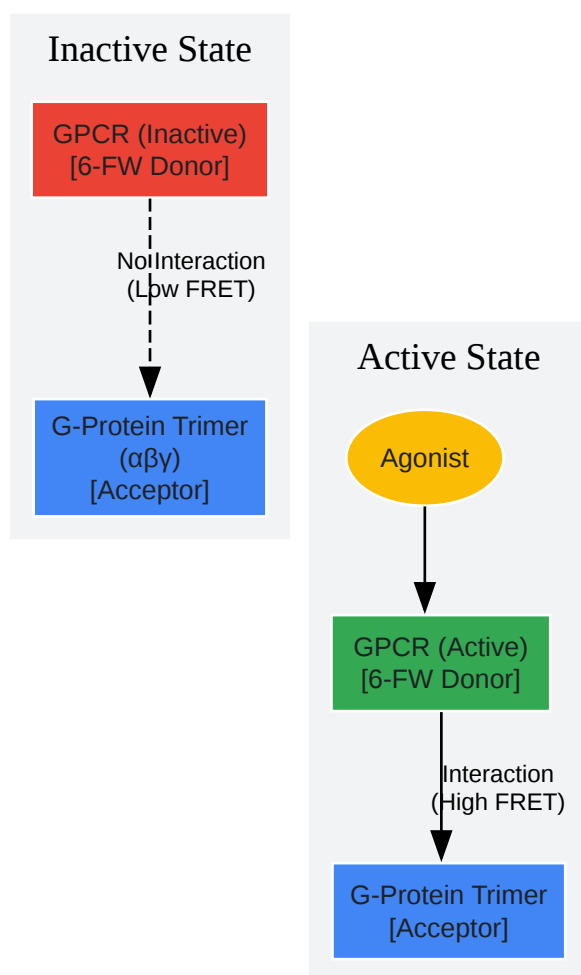 Inactive State
GPCR (Inactive)
[6-FW Donor]
No Interaction
(Low FRET)
G-Protein Trimer
(αβγ)
[Acceptor]
Active State
Agonist
GPCR (Active)
[6-FW Donor]
Interaction
(High FRET)
G-Protein Trimer
[Acceptor]